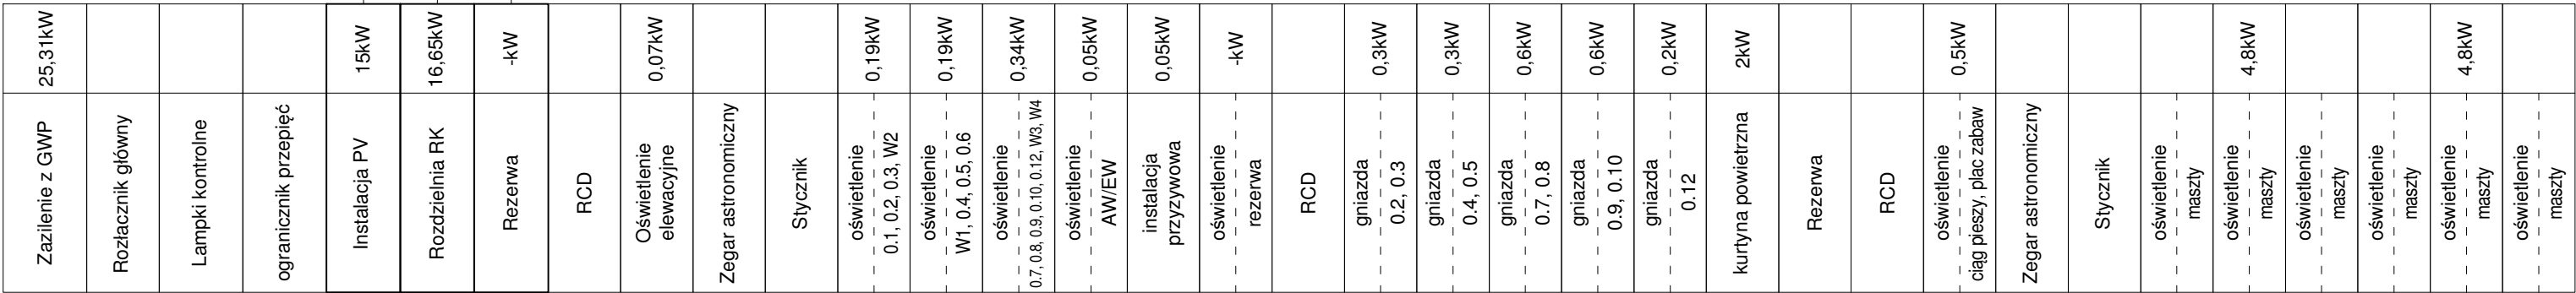 25,31kW
15kW
16,65kW
-kW
0,07kW
0,19kW
0,19kW
0,34kW
0,05kW
0,05kW
-kW
0,3kW
0,3kW
0,6kW
0,6kW
0,2kW
2kW
0,5kW
4,8kW
4,8kW
Zazilenie z GWP
Rozłacznik główny
Lampki kontrolne
ogranicznik przepięć
Instalacja PV
Rozdzielnia RK
Rezerwa
RCD
Oświetlenie
elewacyjne
Zegar astronomiczny
Stycznik
oświetlenie
0.1, 0.2, 0.3, W2
oświetlenie
W1, 0.4, 0.5, 0.6
oświetlenie
0.7, 0.8, 0.9, 0.10, 0.12, W3, W4
oświetlenie
AW/EW
instalacja
przyzywowa
oświetlenie
rezerwa
RCD
gniazda
0.2, 0.3
gniazda
0.4, 0.5
gniazda
0.7, 0.8
gniazda
0.9, 0.10
gniazda
0.12
kurtyna powietrzna
Rezerwa
RCD
oświetlenie
ciąg pieszy, plac zabaw
Zegar astronomiczny
Stycznik
oświetlenie
maszty
oświetlenie
maszty
oświetlenie
maszty
oświetlenie
maszty
oświetlenie
maszty
oświetlenie
maszty